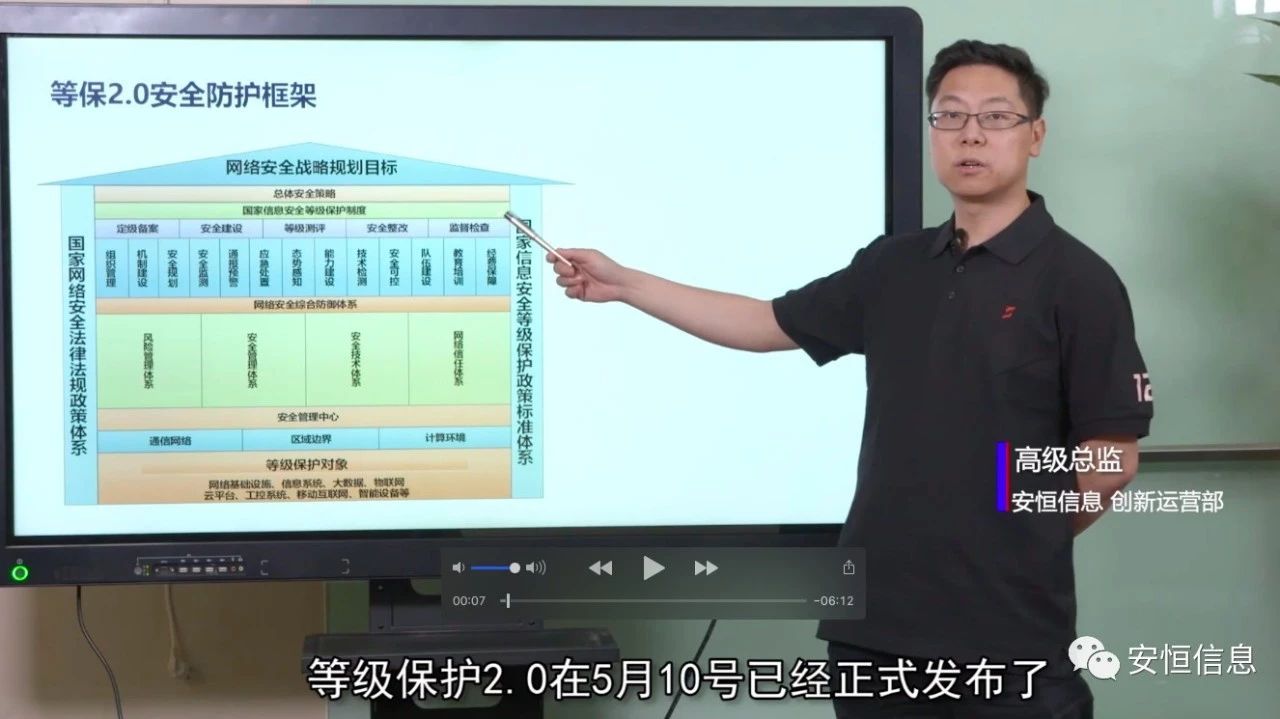 等保2.0安全防护框架
网络安全战略规划目标
总体安全策略
国家信息安全等级保护制度
定级备案 安全建设 等级测评 安全整改 监督检查
组织管理 机制建设 安全规划 安全监测 通报预警 应急处置 态势感知 能力建设 技术检测 安全可控 队伍建设 教育培训 经费保障
国家网络安全法律法规政策体系
国家信息安全等级保护政策标准体系
网络安全综合防御体系
风险管理体系 安全管理体系 安全技术体系 网络信任体系
安全管理中心
通信网络 区域边界 计算环境
等级保护对象
网络基础设施、信息系统、大数据、物联网
云平台、工控系统、移动互联网、智能设备等
12
高级总监
安恒信息 创新运营部
00:07 -06:12
等级保护2.0在5月10号已经正式发布了
安恒信息